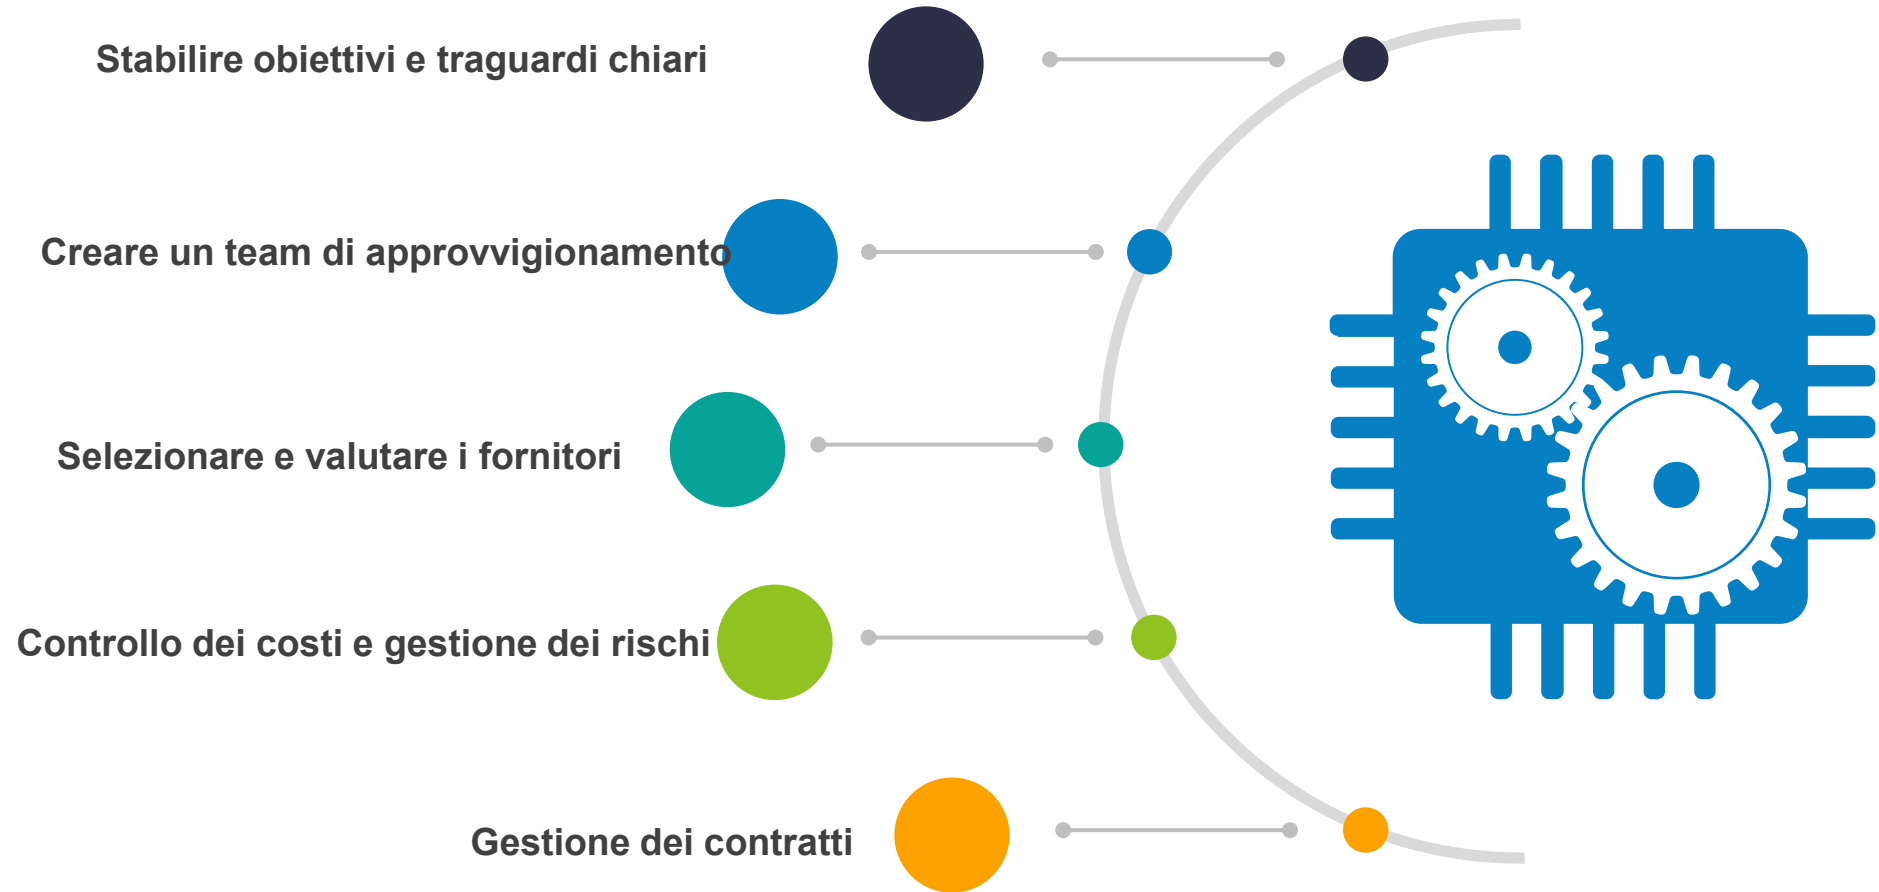 Stabilire obiettivi e traguardi chiari
Creare un team di approvvigionamento
Selezionare e valutare i fornitori
Controllo dei costi e gestione dei rischi
Gestione dei contratti